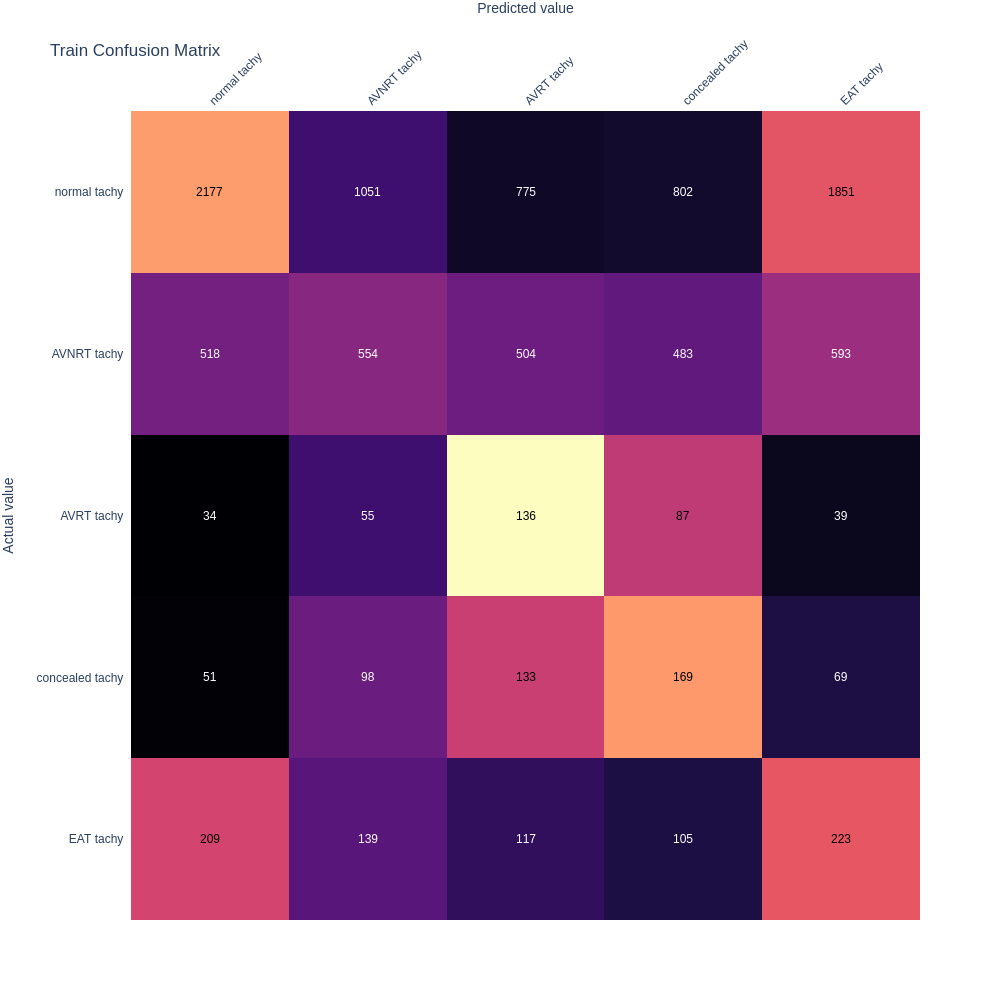 Predicted value
Train Confusion Matrix
normal tachy AVNRT tachy AVRT tachy concealed tachy EAT tachy
normal tachy 2177 1051 775 802 1851
AVNRT tachy 518 554 504 483 593
Actual value
AVRT tachy 34 55 136 87 39
concealed tachy 51 98 133 169 69
EAT tachy 209 139 117 105 223